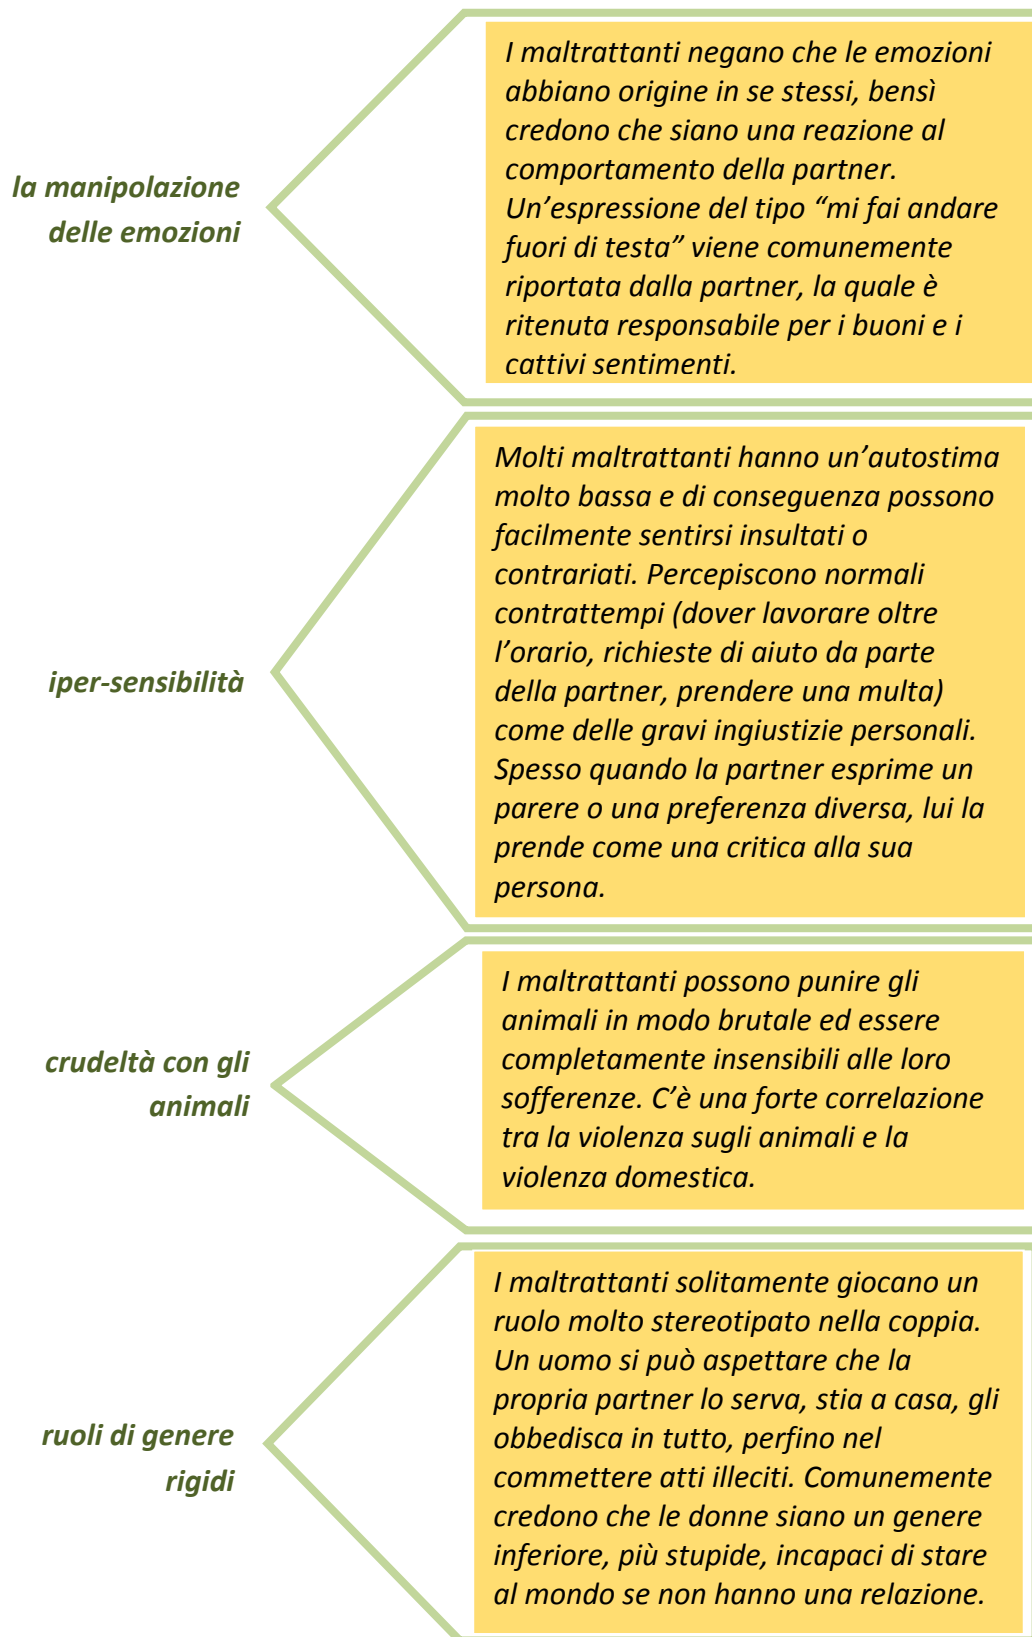 la manipolazione
delle emozioni
I maltrattanti negano che le emozioni
abbiano origine in se stessi, bensì
credono che siano una reazione al
comportamento della partner.
Un’espressione del tipo “mi fai andare
fuori di testa” viene comunemente
riportata dalla partner, la quale è
ritenuta responsabile per i buoni e i
cattivi sentimenti.
iper-sensibilità
Molti maltrattanti hanno un’autostima
molto bassa e di conseguenza possono
facilmente sentirsi insultati o
contrariati. Percepiscono normali
contrattempi (dover lavorare oltre
l’orario, richieste di aiuto da parte
della partner, prendere una multa)
come delle gravi ingiustizie personali.
Spesso quando la partner esprime un
parere o una preferenza diversa, lui la
prende come una critica alla sua
persona.
crudeltà con gli
animali
I maltrattanti possono punire gli
animali in modo brutale ed essere
completamente insensibili alle loro
sofferenze. C’è una forte correlazione
tra la violenza sugli animali e la
violenza domestica.
ruoli di genere
rigidi
I maltrattanti solitamente giocano un
ruolo molto stereotipato nella coppia.
Un uomo si può aspettare che la
propria partner lo serva, stia a casa, gli
obbedisca in tutto, perfino nel
commettere atti illeciti. Comunemente
credono che le donne siano un genere
inferiore, più stupide, incapaci di stare
al mondo se non hanno una relazione.